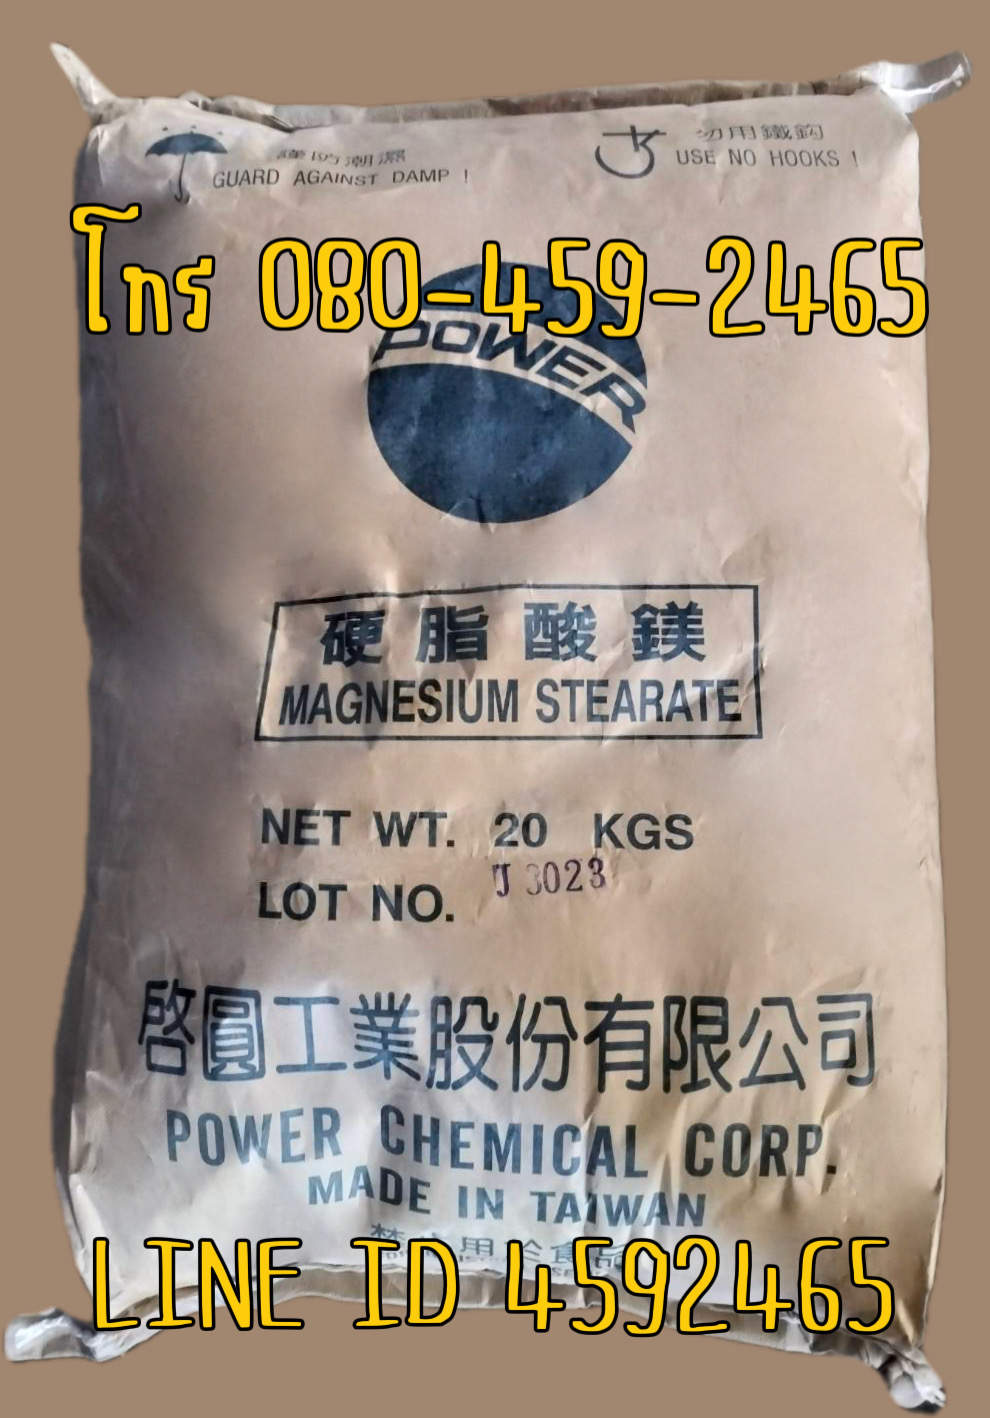 謹防潮濕
GUARD AGAINST DAMP !
勿用鐵鈎
USE NO HOOKS !
โทร 080-459-2465
POWER
硬脂酸鎂
MAGNESIUM STEARATE
NET WT. 20 KGS
LOT NO. J3023
啓圓工業股份有限公司
POWER CHEMICAL CORP.
MADE IN TAIWAN
LINE ID 4592465